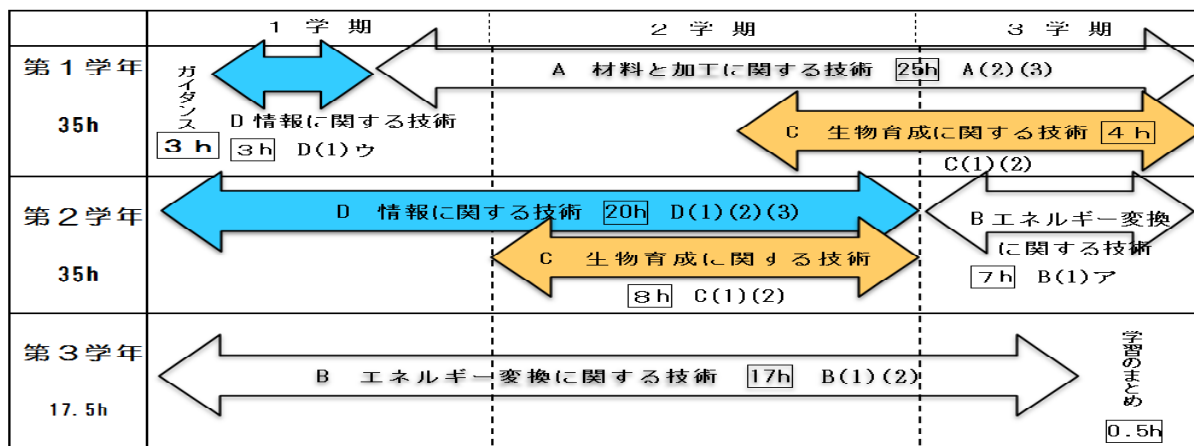 1 学 期
2 学 期
3 学 期
第1学年
35h
ガイダンス
3h
D 情報に関する技術
3h D(1)ウ
A 材料と加工に関する技術 25h A(2)(3)
C 生物育成に関する技術 4h
C(1)(2)
第2学年
35h
D 情報に関する技術 20h D(1)(2)(3)
C 生物育成に関する技術
8h C(1)(2)
Bエネルギー変換
に関する技術
7h B(1)ア
第3学年
17.5h
B エネルギー変換に関する技術 17h B(1)(2)
学習のまとめ
0.5h